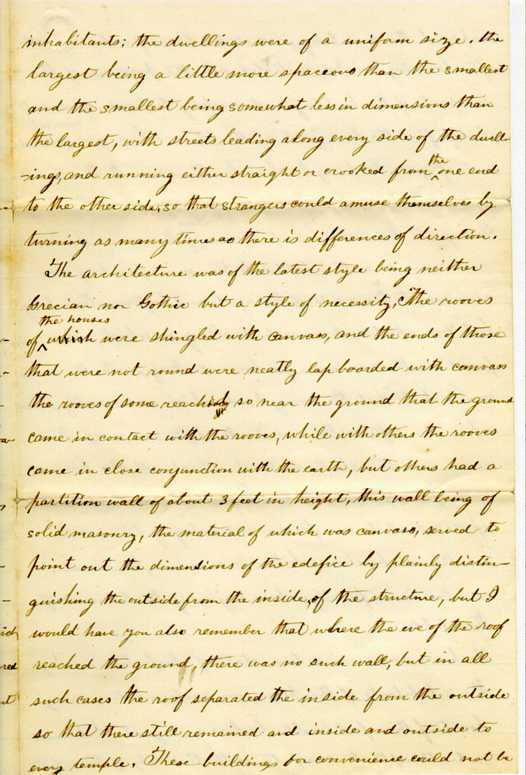 inhabitants; the dwellings were of a uniform size. the
largest being a little more spaceous than the smallest
and the smallest being somewhat less in dimensions than
the largest, with streets leading along every side of the dwell-
-ings, and running either straight or crooked from the one end
to the other side, so that strangers could amuse themselves by
turning as many times as there is differences of direction.
The architecture was of the latest style being neither
Grecian nor Gothic but a style of necessity, The rooves
of the houses which were shingled with canvass, and the ends of those
that were not round were neatly lap boarded with canvass
the rooves of some reached so near the ground that the ground
came in contact with the rooves, while with others the rooves
came in close conjunction with the earth, but others had a
partition wall of about 3 feet in height, this wall being of
solid masonry, the material of which was canvass, served to
point out the dimensions of the edefice by plainly distin-
guishing the outside from the inside, of the structure, but I
would have you also remember that where the eve of the roof
reached the ground, there was no such wall, but in all
such cases the roof separated the inside from the outside
so that there still remained and inside and outside to
every temple. These buildings for convenience could not be